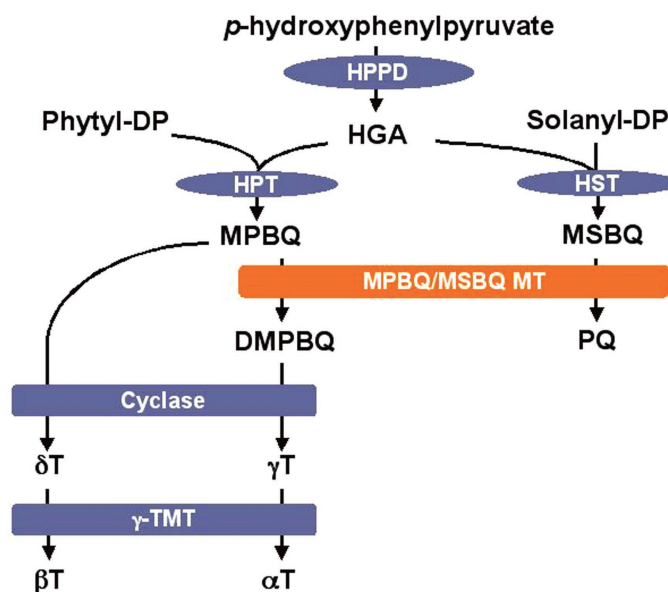 p-hydroxyphenylpyruvate
HPPD
Phytyl-DP
HGA
Solanyl-DP
HPT
HST
MPBQ
MSBQ
MPBQ/MSBQ MT
DMPBQ
PQ
Cyclase
δT
γT
γ-TMT
βT
αT